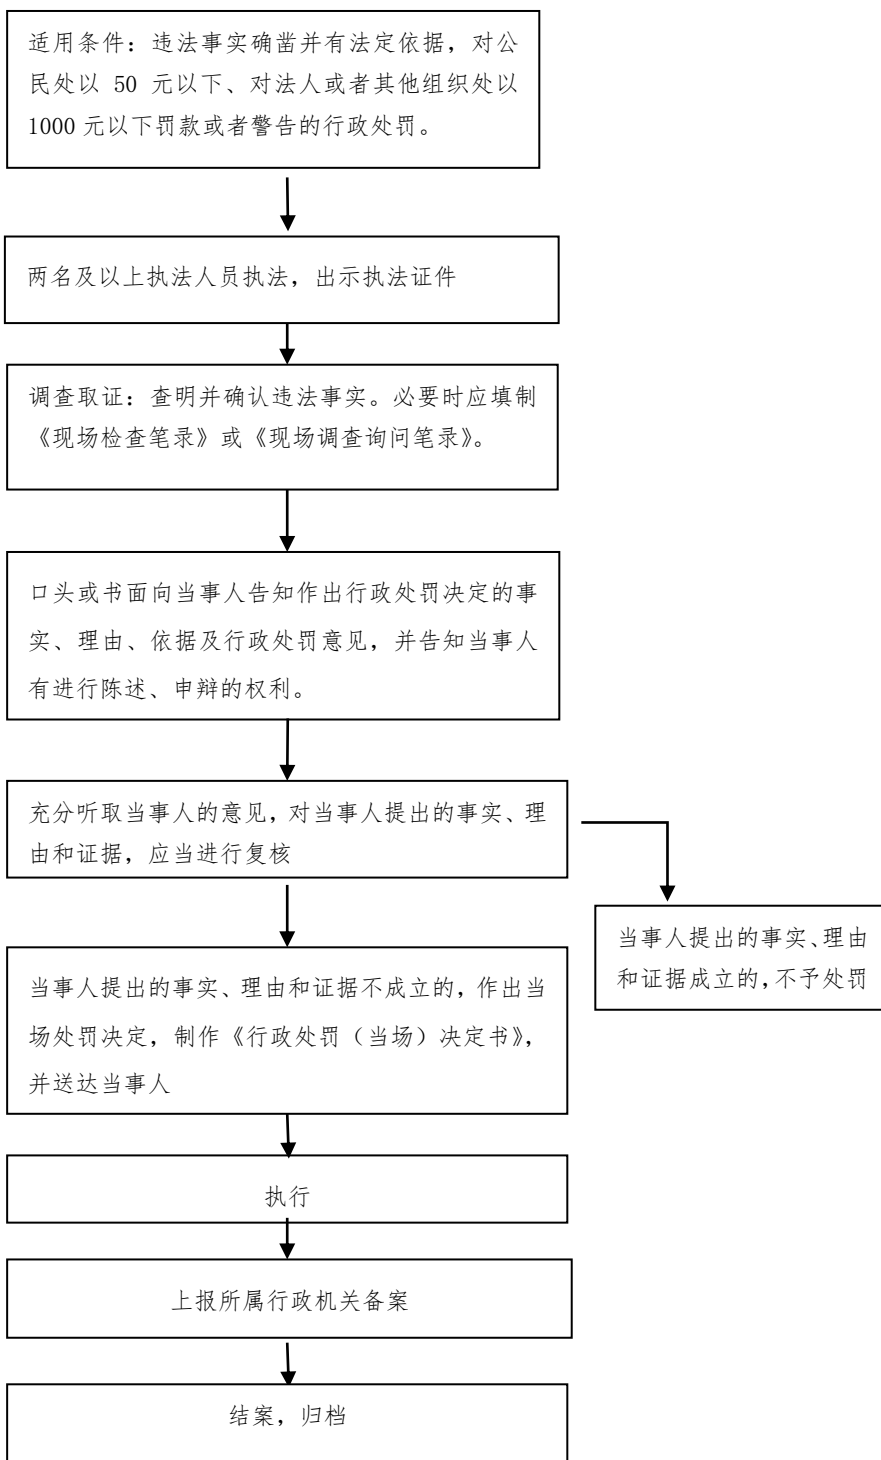 适用条件：违法事实确凿并有法定依据，对公
民处以 50 元以下、对法人或者其他组织处以
1000 元以下罚款或者警告的行政处罚。
两名及以上执法人员执法，出示执法证件
调查取证：查明并确认违法事实。必要时应填制
《现场检查笔录》或《现场调查询问笔录》。
口头或书面向当事人告知作出行政处罚决定的事
实、理由、依据及行政处罚意见，并告知当事人
有进行陈述、申辩的权利。
充分听取当事人的意见，对当事人提出的事实、理
由和证据，应当进行复核
当事人提出的事实、理由
和证据成立的，不予处罚
当事人提出的事实、理由和证据不成立的，作出当
场处罚决定，制作《行政处罚（当场）决定书》，
并送达当事人
执行
上报所属行政机关备案
结案，归档